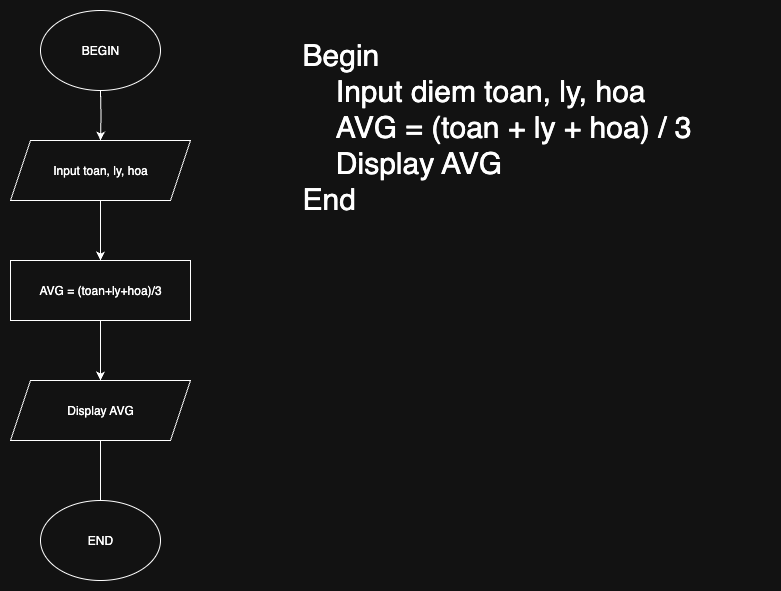 BEGIN
Input toan, ly, hoa
AVG = (toan+ly+hoa)/3
Display AVG
END
Begin
Input diem toan, ly, hoa
AVG = (toan + ly + hoa) / 3
Display AVG
End